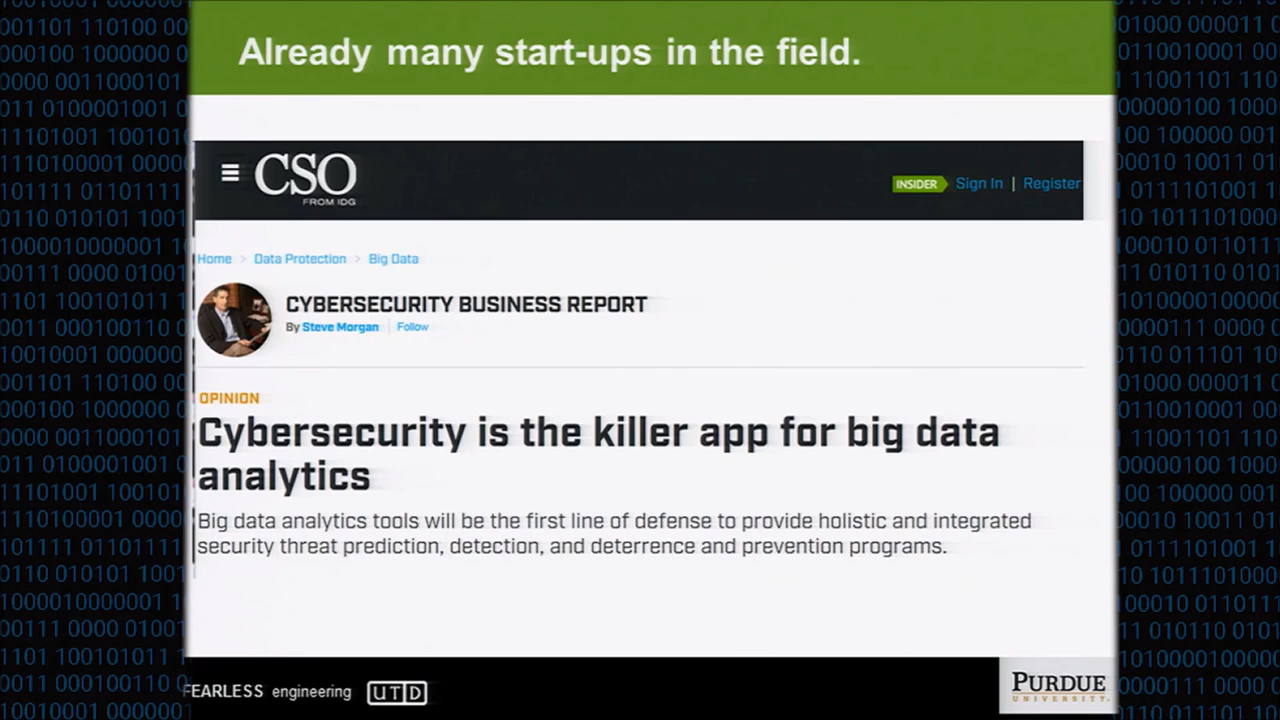 Already many start-ups in the field.
CSO
FROM IDG
INSIDER Sign In | Register
Home > Data Protection > Big Data
CYBERSECURITY BUSINESS REPORT
By Steve Morgan | Follow
OPINION
Cybersecurity is the killer app for big data
analytics
Big data analytics tools will be the first line of defense to provide holistic and integrated
security threat prediction, detection, and deterrence and prevention programs.
FEARLESS engineering UTD
PURDUE
UNIVERSITY